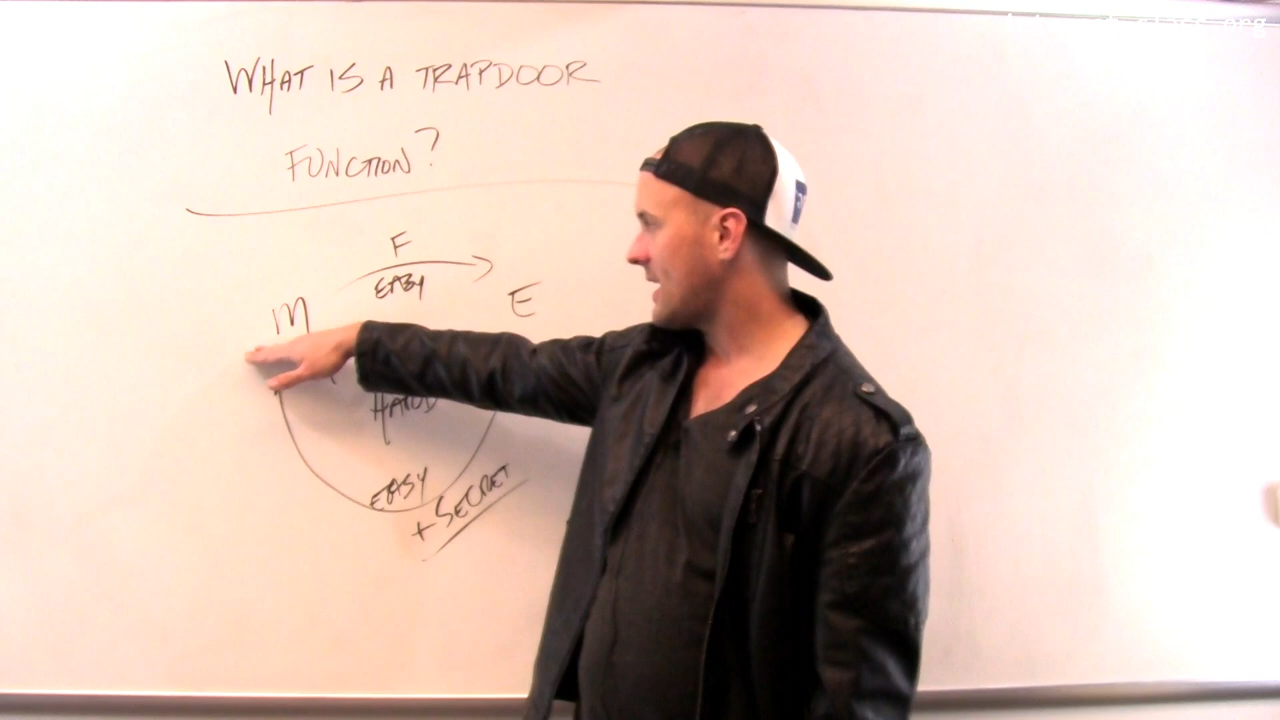 WHAT IS A TRAPDOOR
FUNCTION?
F
EASY
M
E
HARD
EASY
+ SECRET